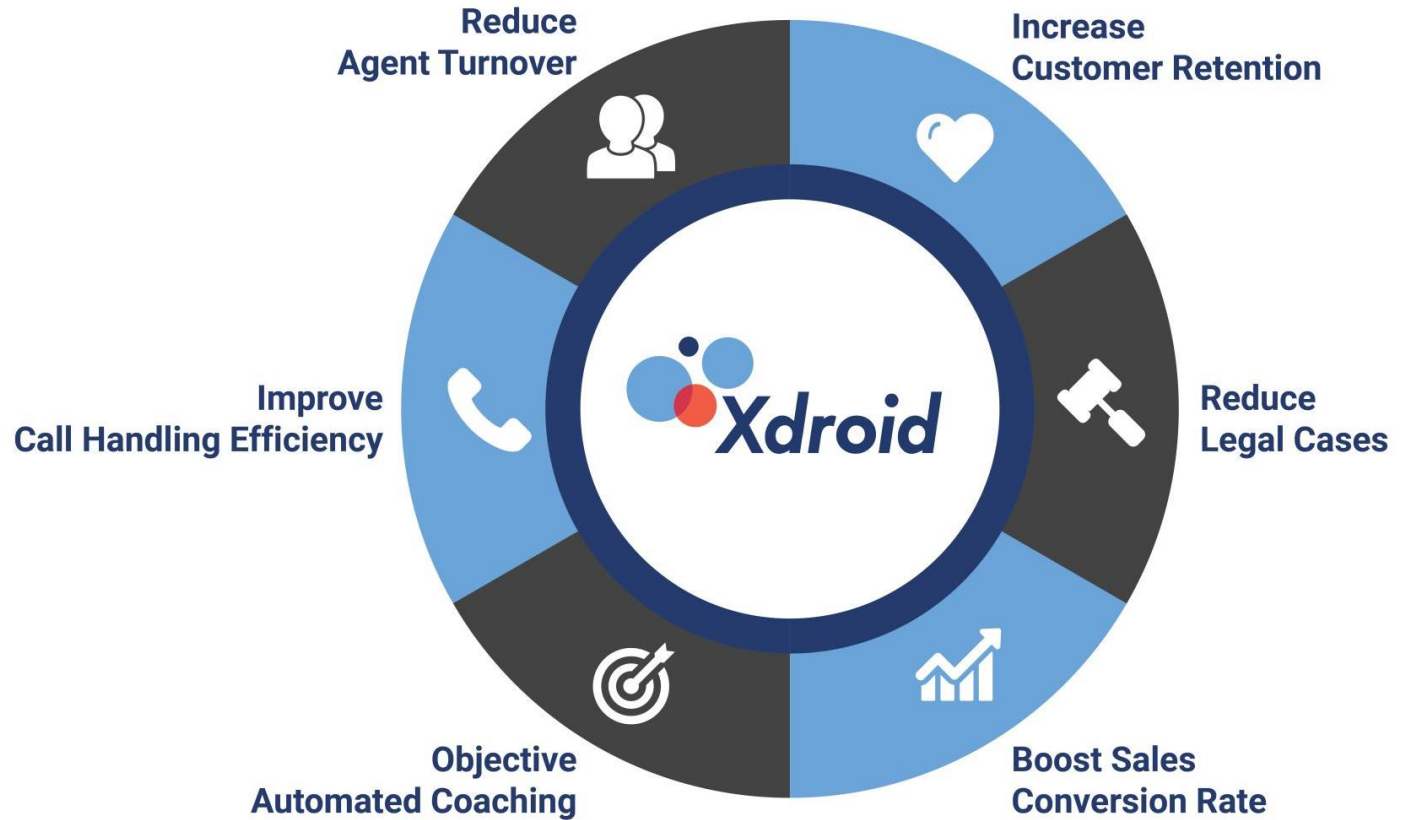 Reduce
Agent Turnover
Increase
Customer Retention
Improve
Call Handling Efficiency
Xdroid
Reduce
Legal Cases
Objective
Automated Coaching
Boost Sales
Conversion Rate